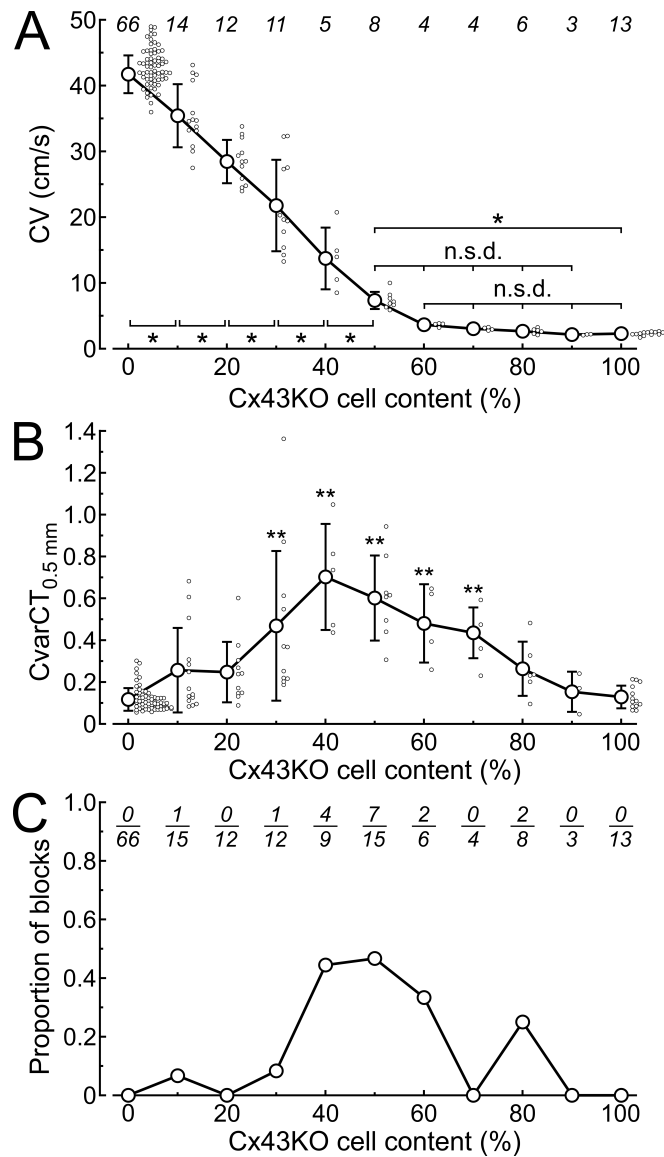 A
66 14 12 11 5 8 4 4 6 3 13
50
40
30
20
10
0
CV (cm/s)
*
n.s.d.
n.s.d.
* * * * *
0 20 40 60 80 100
Cx43KO cell content (%)
B
1.4
1.2
1.0
0.8
0.6
0.4
0.2
0
CvarCT0.5 mm
** ** ** ** **
0 20 40 60 80 100
Cx43KO cell content (%)
C
0 1 0 1 4 7 2 0 2 0 0
66 15 12 12 9 15 6 4 8 3 13
1.0
0.8
0.6
0.4
0.2
0
Proportion of blocks
0 20 40 60 80 100
Cx43KO cell content (%)